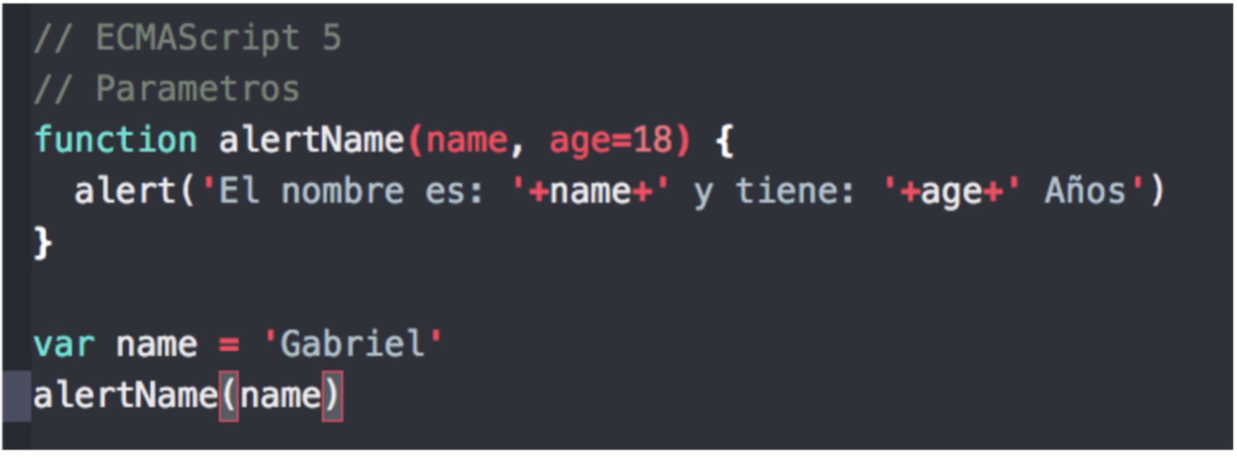 // ECMAScript 5
// Parametros
function alertName(name, age=18) {
  alert('El nombre es: '+name+' y tiene: '+age+' Años')
}
var name = 'Gabriel'
alertName(name)